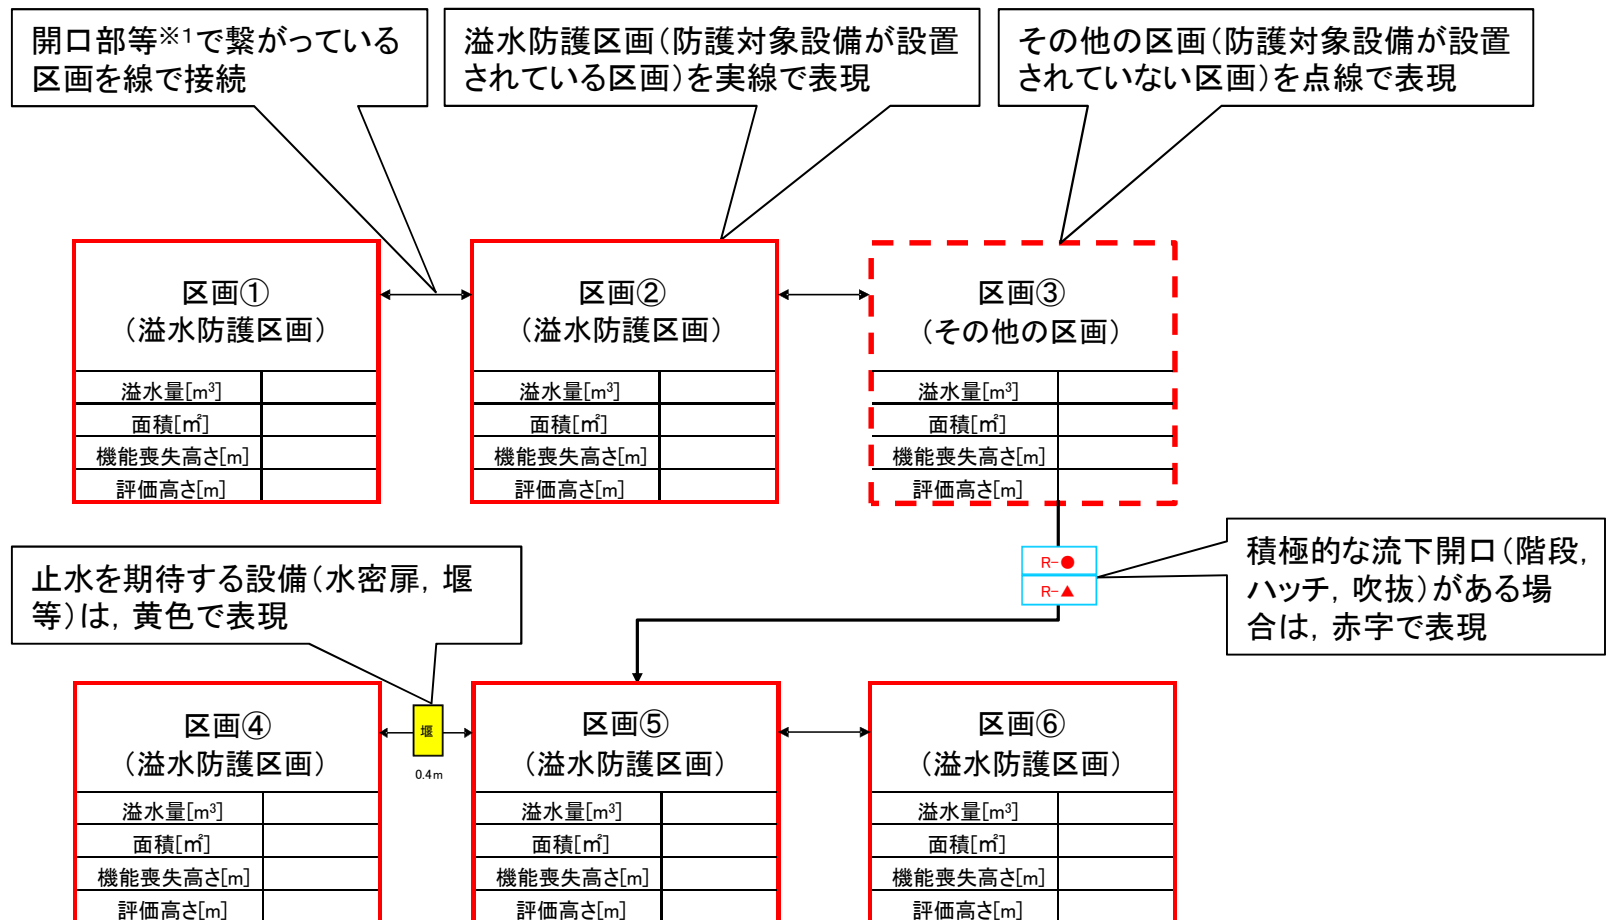 開口部等※1で繋がっている
区画を線で接続
溢水防護区画(防護対象設備が設置
されている区画)を実線で表現
その他の区画(防護対象設備が設置
されていない区画)を点線で表現
区画①
(溢水防護区画)
溢水量[m³]
面積[㎡]
機能喪失高さ[m]
評価高さ[m]
区画②
(溢水防護区画)
溢水量[m³]
面積[㎡]
機能喪失高さ[m]
評価高さ[m]
区画③
(その他の区画)
溢水量[m³]
面積[㎡]
機能喪失高さ[m]
評価高さ[m]
R-●
R-▲
積極的な流下開口(階段,
ハッチ, 吹抜)がある場
合は, 赤字で表現
止水を期待する設備(水密扉, 堰
等)は, 黄色で表現
区画④
(溢水防護区画)
溢水量[m³]
面積[㎡]
機能喪失高さ[m]
評価高さ[m]
堰
0.4m
区画⑤
(溢水防護区画)
溢水量[m³]
面積[㎡]
機能喪失高さ[m]
評価高さ[m]
区画⑥
(溢水防護区画)
溢水量[m³]
面積[㎡]
機能喪失高さ[m]
評価高さ[m]